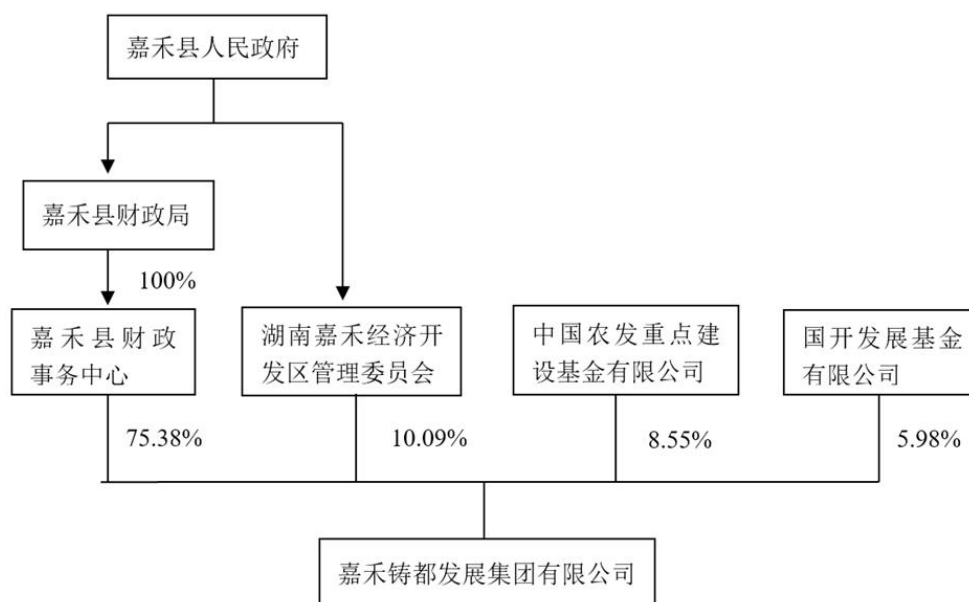 嘉禾县人民政府
嘉禾县财政局
100%
嘉禾县财政
事务中心
湖南嘉禾经济开
发区管理委员会
中国农发重点建
设基金有限公司
国开发展基金
有限公司
75.38%
10.09%
8.55%
5.98%
嘉禾铸都发展集团有限公司